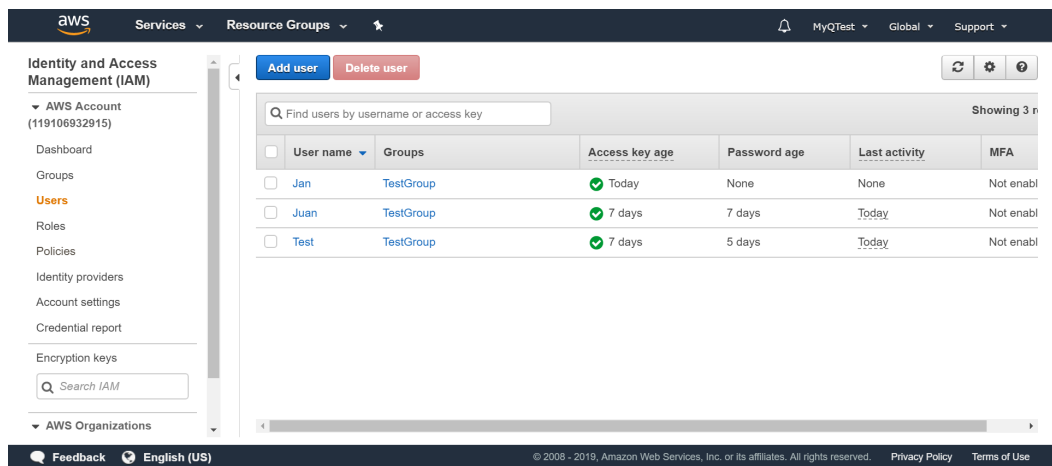 aws Services Resource Groups MyQTest Global Support
Identity and Access
Management (IAM)
AWS Account
(119106932915)
Dashboard
Groups
Users
Roles
Policies
Identity providers
Account settings
Credential report
Encryption keys
Search IAM
AWS Organizations
Add user Delete user
Find users by username or access key Showing 3 r
User name Groups Access key age Password age Last activity MFA
Jan TestGroup Today None None Not enabl
Juan TestGroup 7 days 7 days Today Not enabl
Test TestGroup 7 days 5 days Today Not enabl
Feedback English (US) © 2008 - 2019, Amazon Web Services, Inc. or its affiliates. All rights reserved. Privacy Policy Terms of Use